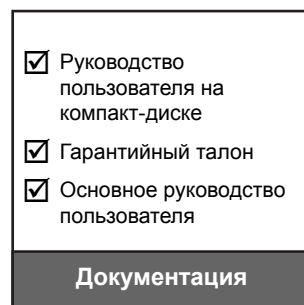 Руководство
пользователя на
компакт-диске
Гарантийный талон
Основное руководство
пользователя
Документация